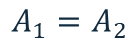 A₁ = A₂